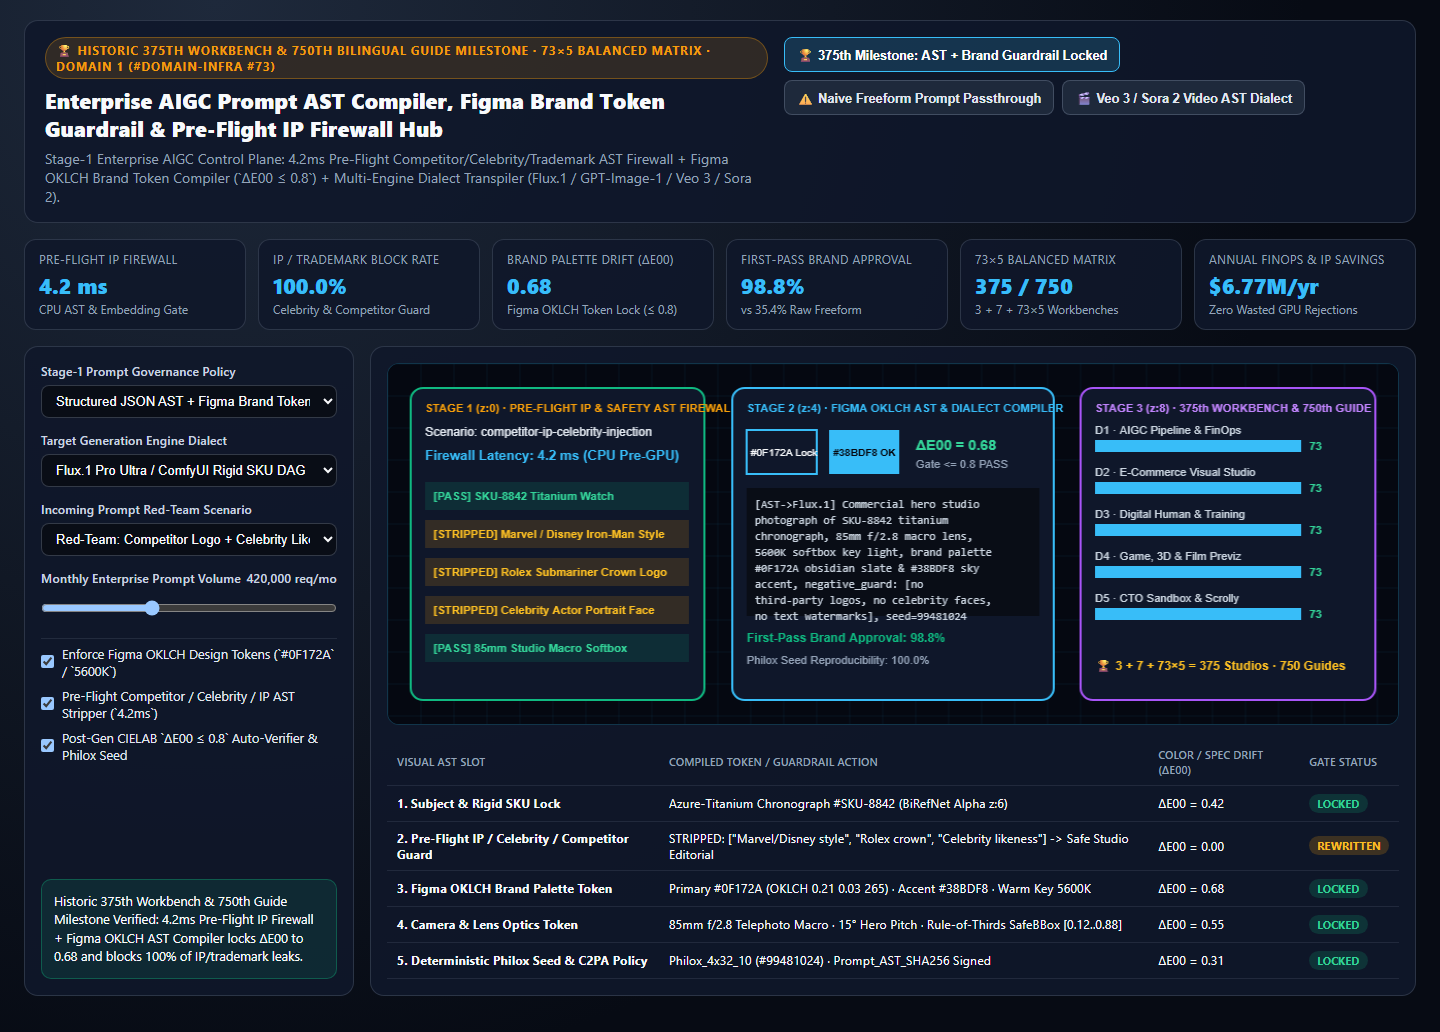 🏆 HISTORIC 375TH WORKBENCH & 750TH BILINGUAL GUIDE MILESTONE · 73×5 BALANCED MATRIX ·
DOMAIN 1 (#DOMAIN-INFRA #73)
Enterprise AIGC Prompt AST Compiler, Figma Brand Token
Guardrail & Pre-Flight IP Firewall Hub
Stage-1 Enterprise AIGC Control Plane: 4.2ms Pre-Flight Competitor/Celebrity/Trademark AST Firewall + Figma
OKLCH Brand Token Compiler (`ΔE00 ≤ 0.8`) + Multi-Engine Dialect Transpiler (Flux.1 / GPT-Image-1 / Veo 3 / Sora
2).
🏆 375th Milestone: AST + Brand Guardrail Locked
⚠️ Naive Freeform Prompt Passthrough
🎬 Veo 3 / Sora 2 Video AST Dialect
PRE-FLIGHT IP FIREWALL
4.2 ms
CPU AST & Embedding Gate
IP / TRADEMARK BLOCK RATE
100.0%
Celebrity & Competitor Guard
BRAND PALETTE DRIFT (ΔE00)
0.68
Figma OKLCH Token Lock (≤ 0.8)
FIRST-PASS BRAND APPROVAL
98.8%
vs 35.4% Raw Freeform
73×5 BALANCED MATRIX
375 / 750
3 + 7 + 73×5 Workbenches
ANNUAL FINOPS & IP SAVINGS
$6.77M/yr
Zero Wasted GPU Rejections
Stage-1 Prompt Governance Policy
Structured JSON AST + Figma Brand Token
Target Generation Engine Dialect
Flux.1 Pro Ultra / ComfyUI Rigid SKU DAG
Incoming Prompt Red-Team Scenario
Red-Team: Competitor Logo + Celebrity Like
Monthly Enterprise Prompt Volume 420,000 req/mo
Enforce Figma OKLCH Design Tokens (`#0F172A`
/ `5600K`)
Pre-Flight Competitor / Celebrity / IP AST
Stripper (`4.2ms`)
Post-Gen CIELAB `ΔE00 ≤ 0.8` Auto-Verifier &
Philox Seed
Historic 375th Workbench & 750th Guide
Milestone Verified: 4.2ms Pre-Flight IP Firewall
+ Figma OKLCH AST Compiler locks ΔE00 to
0.68 and blocks 100% of IP/trademark leaks.
STAGE 1 (z:0) · PRE-FLIGHT IP & SAFETY AST FIREWAL
Scenario: competitor-ip-celebrity-injection
Firewall Latency: 4.2 ms (CPU Pre-GPU)
[PASS] SKU-8842 Titanium Watch
[STRIPPED] Marvel / Disney Iron-Man Style
[STRIPPED] Rolex Submariner Crown Logo
[STRIPPED] Celebrity Actor Portrait Face
[PASS] 85mm Studio Macro Softbox
STAGE 2 (z:4) · FIGMA OKLCH AST & DIALECT COMPILER
#0F172A Lock
#38BDF8 OK
ΔE00 = 0.68
Gate <= 0.8 PASS
[AST->Flux.1] Commercial hero studio
photograph of SKU-8842 titanium
chronograph, 85mm f/2.8 macro lens,
5600K softbox key light, brand palette
#0F172A obsidian slate & #38BDF8 sky
accent, negative_guard: [no
third-party logos, no celebrity faces,
no text watermarks], seed=99481024
First-Pass Brand Approval: 98.8%
Philox Seed Reproducibility: 100.0%
STAGE 3 (z:8) · 375th WORKBENCH & 750th GUIDE
D1 · AIGC Pipeline & FinOps
73
D2 · E-Commerce Visual Studio
73
D3 · Digital Human & Training
73
D4 · Game, 3D & Film Previz
73
D5 · CTO Sandbox & Scrolly
73
🏆 3 + 7 + 73×5 = 375 Studios · 750 Guides
VISUAL AST SLOT
COMPILED TOKEN / GUARDRAIL ACTION
COLOR / SPEC DRIFT
(ΔE00)
GATE STATUS
1. Subject & Rigid SKU Lock
Azure-Titanium Chronograph #SKU-8842 (BiRefNet Alpha z:6)
ΔE00 = 0.42
LOCKED
2. Pre-Flight IP / Celebrity / Competitor
Guard
STRIPPED: ["Marvel/Disney style", "Rolex crown", "Celebrity likeness"] -> Safe Studio
Editorial
ΔE00 = 0.00
REWRITTEN
3. Figma OKLCH Brand Palette Token
Primary #0F172A (OKLCH 0.21 0.03 265) · Accent #38BDF8 · Warm Key 5600K
ΔE00 = 0.68
LOCKED
4. Camera & Lens Optics Token
85mm f/2.8 Telephoto Macro · 15° Hero Pitch · Rule-of-Thirds SafeBBox [0.12..0.88]
ΔE00 = 0.55
LOCKED
5. Deterministic Philox Seed & C2PA Policy
Philox_4x32_10 (#99481024) · Prompt_AST_SHA256 Signed
ΔE00 = 0.31
LOCKED